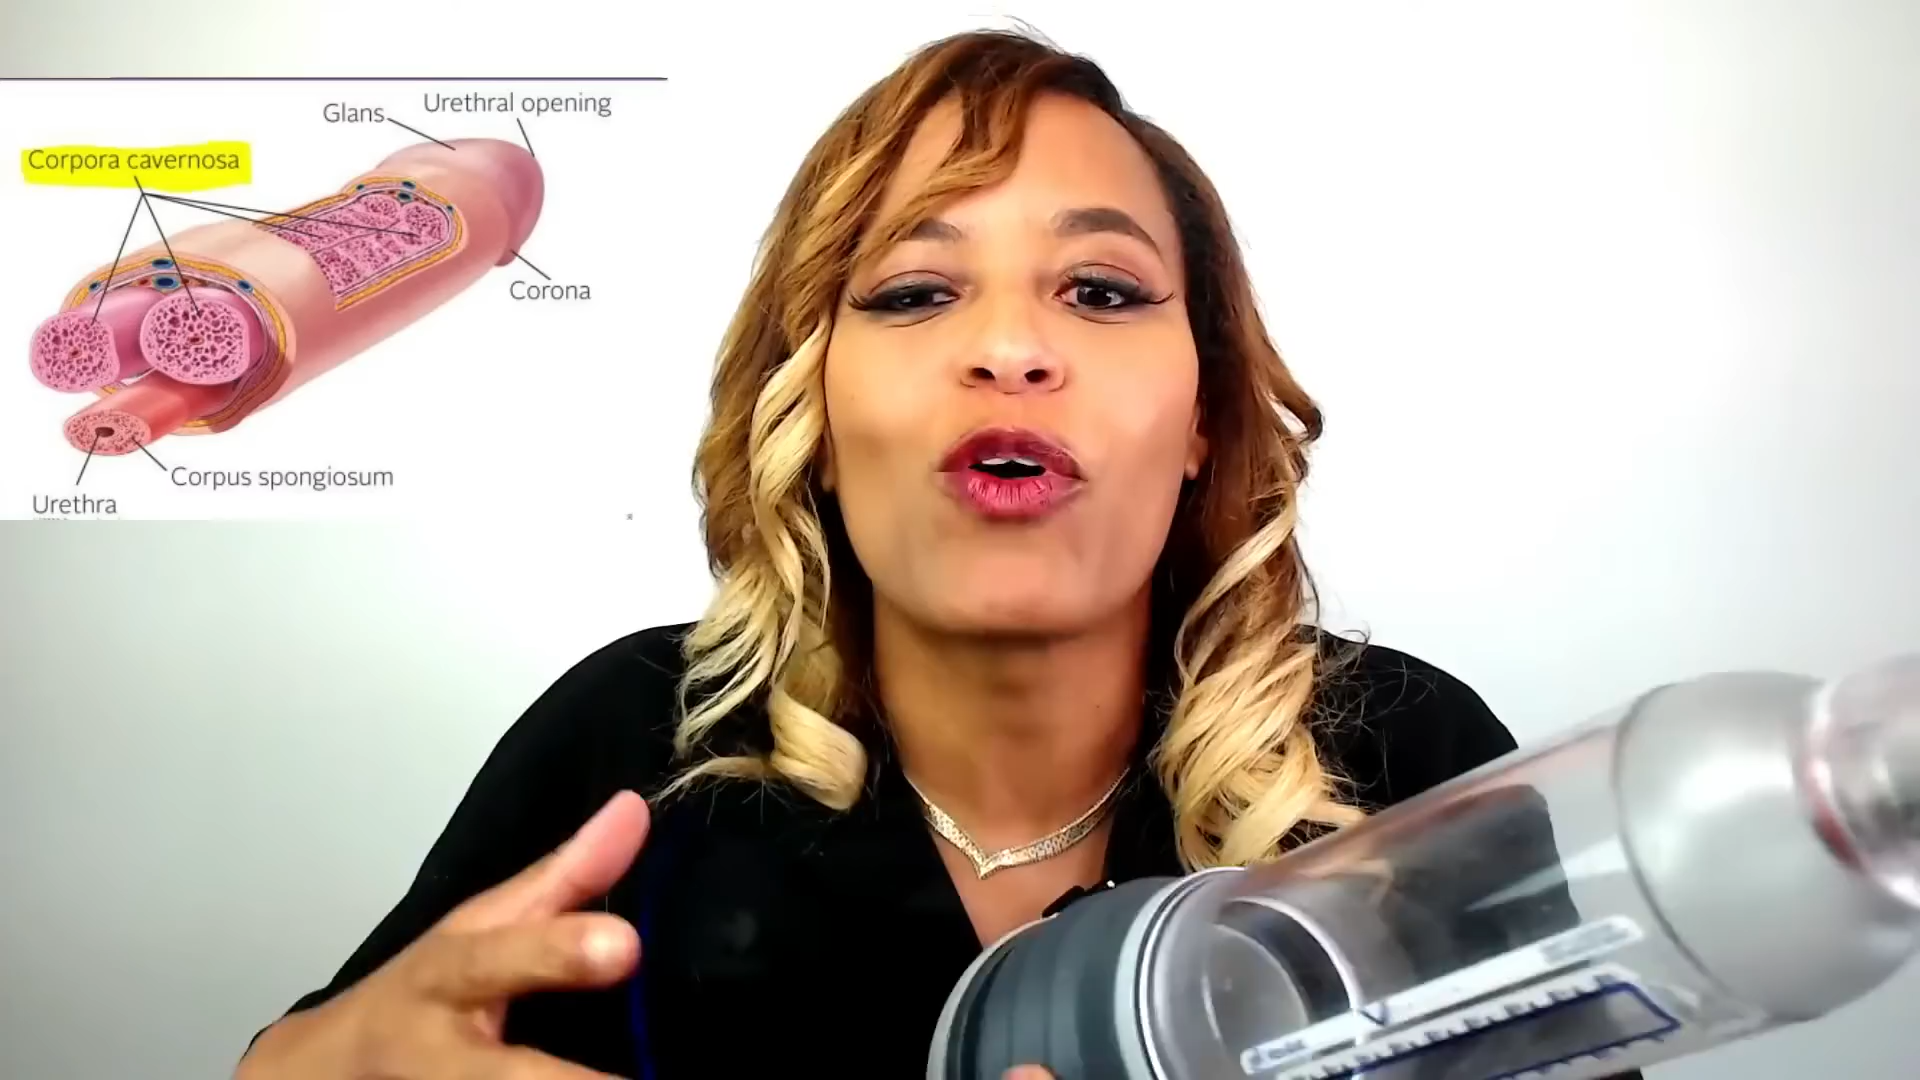 Glans
Urethral opening
Corpora cavernosa
Corona
Corpus spongiosum
Urethra